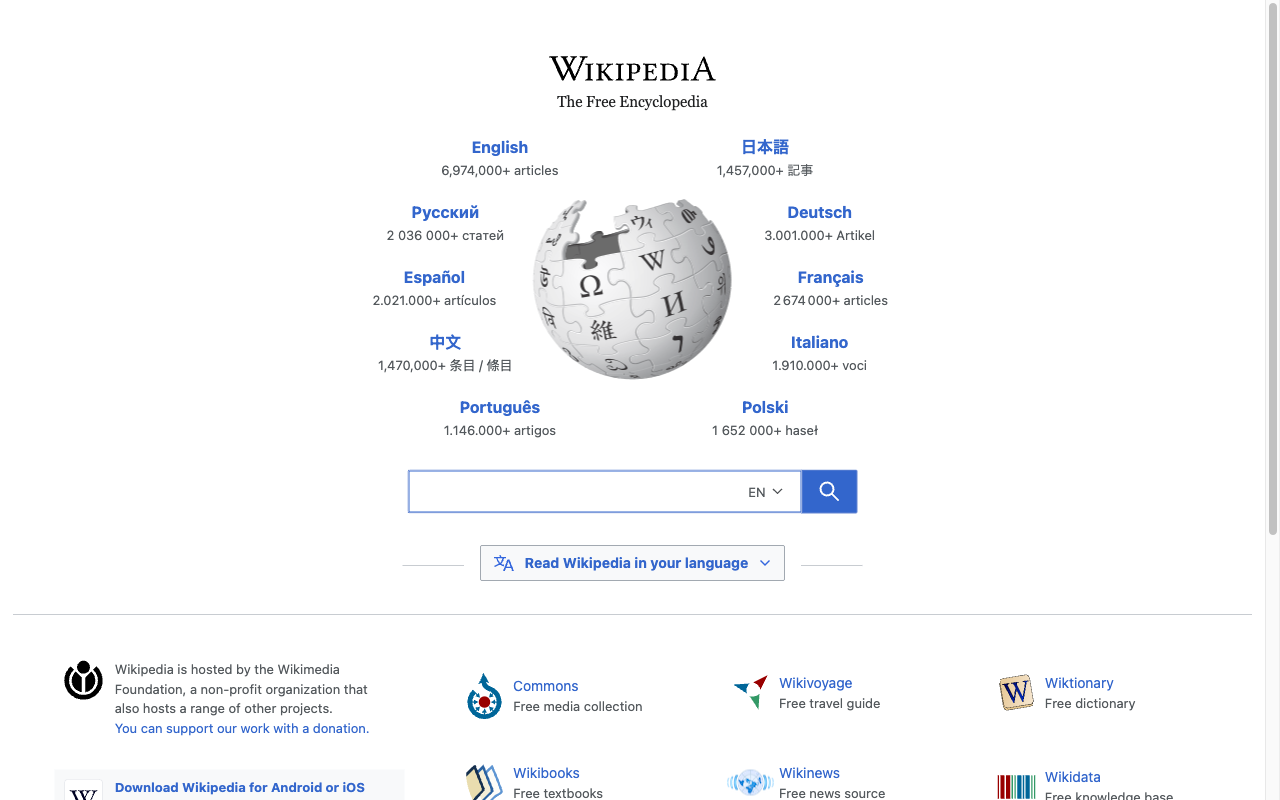 WIKIPEDIA
The Free Encyclopedia
English
6,974,000+ articles
日本語
1,457,000+ 記事
Русский
2 036 000+ статей
Deutsch
3.001.000+ Artikel
Español
2.021.000+ artículos
Français
2 674 000+ articles
中文
1,470,000+ 条目 / 條目
Italiano
1.910.000+ voci
Português
1.146.000+ artigos
Polski
1 652 000+ haseł
Ω
W
И
維
ウィ
EN
Read Wikipedia in your language
Wikipedia is hosted by the Wikimedia
Foundation, a non-profit organization that
also hosts a range of other projects.
You can support our work with a donation.
Download Wikipedia for Android or iOS
Commons
Free media collection
Wikivoyage
Free travel guide
Wiktionary
Free dictionary
Wikibooks
Free textbooks
Wikinews
Free news source
Wikidata
Free knowledge base